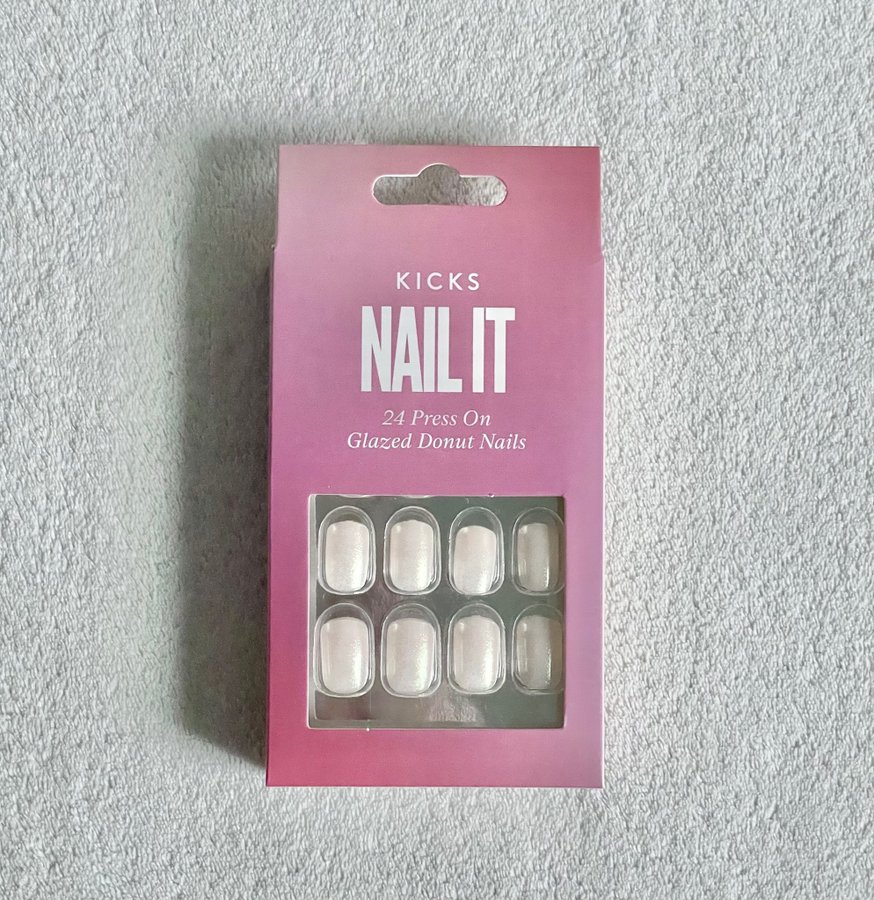 KICKS
NAIL IT
24 Press On
Glazed Donut Nails